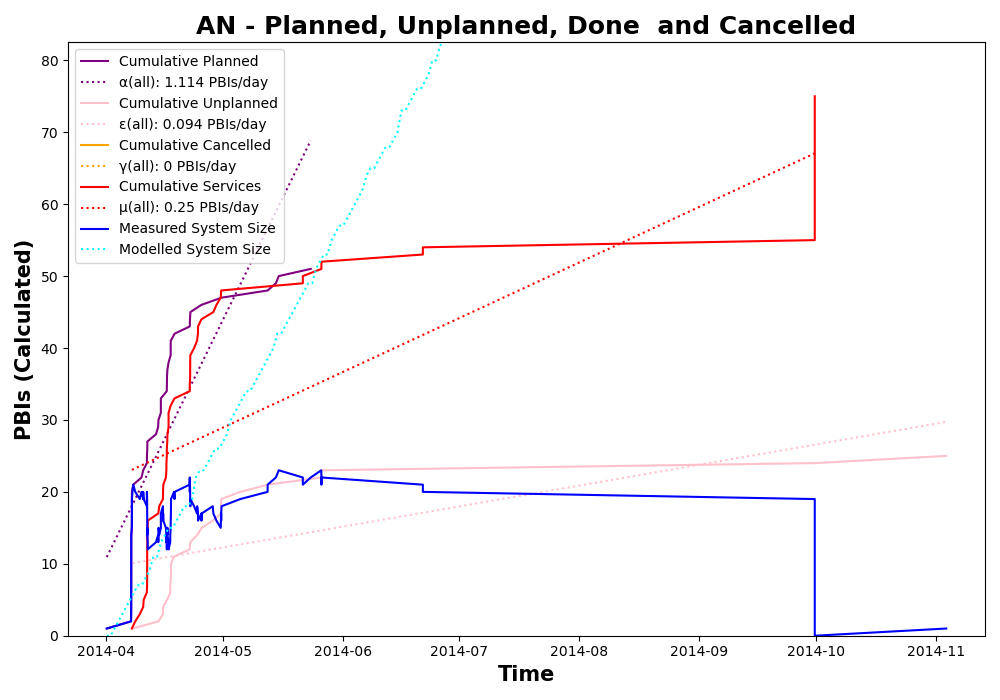 AN - Planned, Unplanned, Done  and Cancelled
Cumulative Planned
α(all): 1.114 PBIs/day
Cumulative Unplanned
ε(all): 0.094 PBIs/day
Cumulative Cancelled
γ(all): 0 PBIs/day
Cumulative Services
μ(all): 0.25 PBIs/day
Measured System Size
Modelled System Size
PBIs (Calculated)
80
70
60
50
40
30
20
10
0
2014-04 2014-05 2014-06 2014-07 2014-08 2014-09 2014-10 2014-11
Time